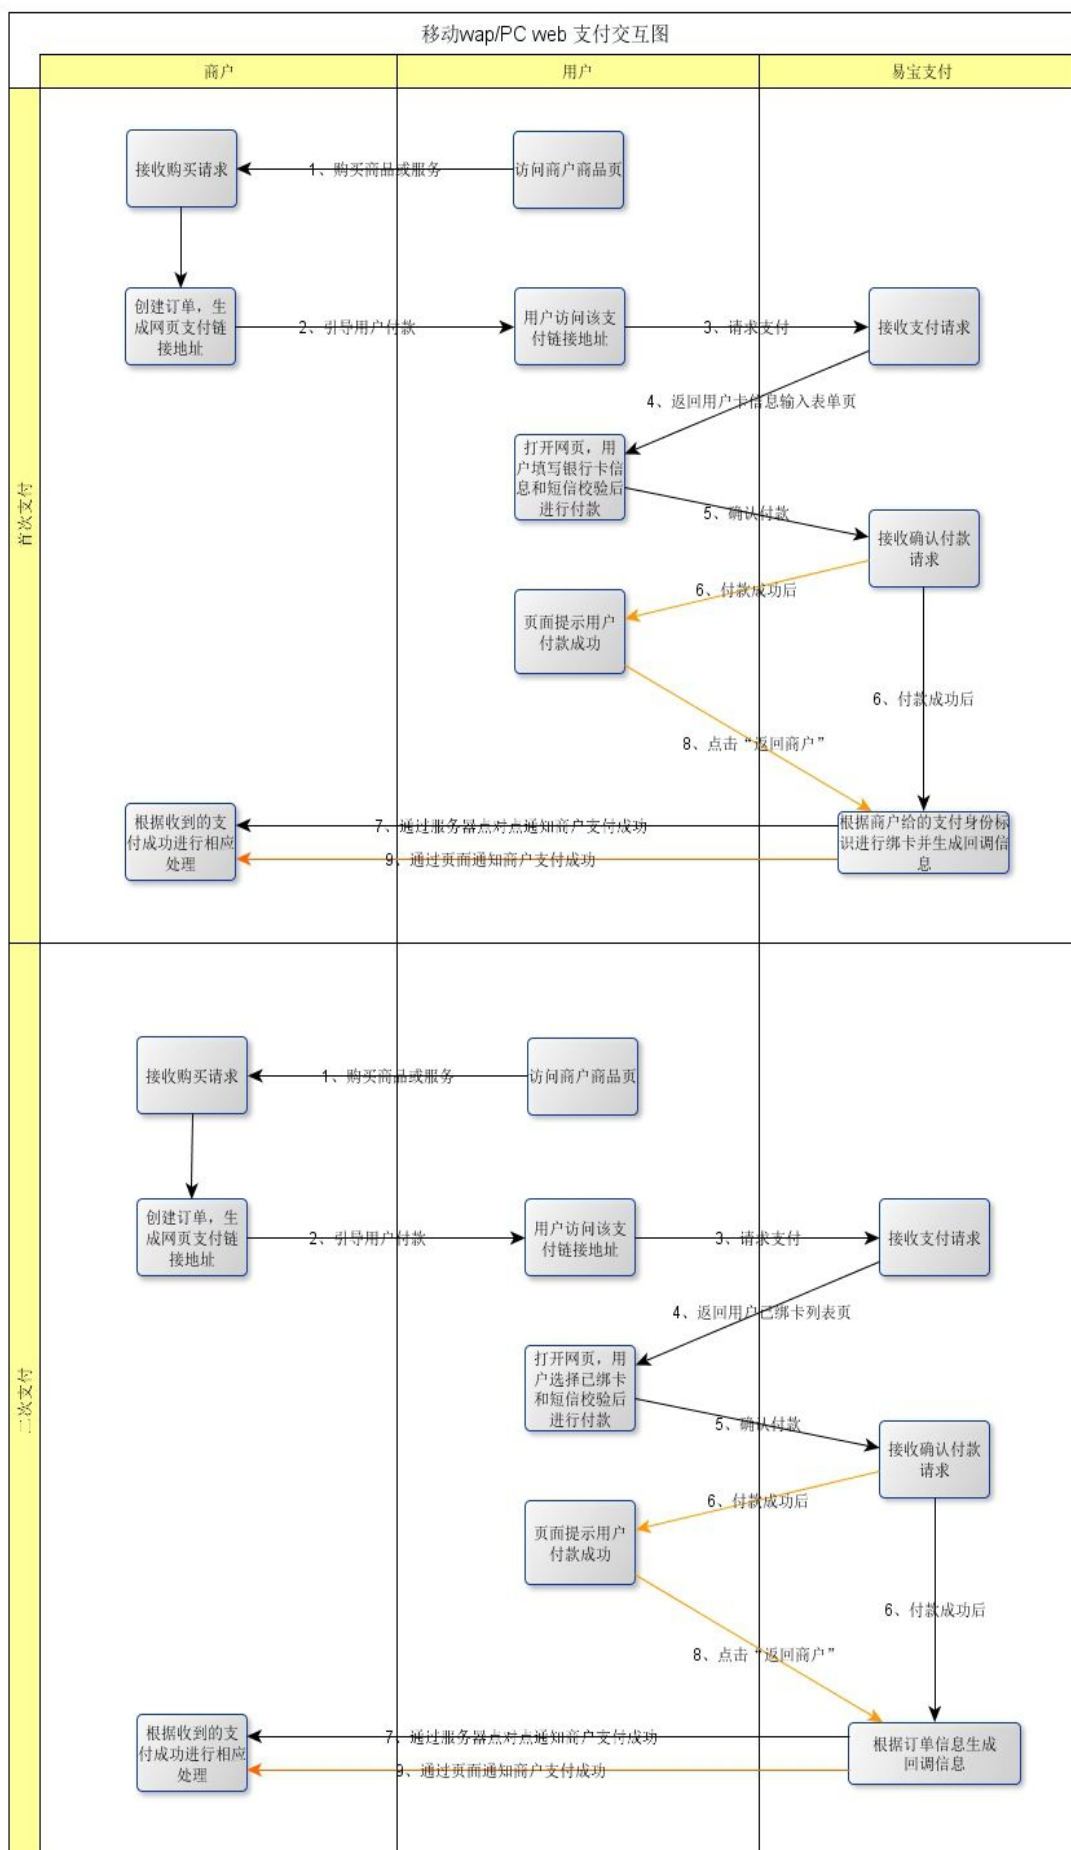 移动wap/PC web 支付交互图
商户
用户
易宝支付
首次支付
接收购买请求
1、购买商品或服务
访问商户商品页
创建订单，生
成网页支付链
接地址
2、引导用户付款
用户访问该支
付链接地址
3、请求支付
接收支付请求
4、返回用户卡信息输入表单页
打开网页，用
户填写银行卡信
息和短信校验后
进行付款
5、确认付款
接收确认付款
请求
6、付款成功后
页面提示用户
付款成功
6、付款成功后
8、点击“返回商户”
根据收到的支
付成功进行相应
处理
7、通过服务器点对点通知商户支付成功
9、通过页面通知商户支付成功
根据商户给的支付身份标
识进行绑卡并生成回调信
息
二次支付
接收购买请求
1、购买商品或服务
访问商户商品页
创建订单，生
成网页支付链
接地址
2、引导用户付款
用户访问该支
付链接地址
3、请求支付
接收支付请求
4、返回用户已绑卡列表页
打开网页，用
户选择已绑卡
和短信校验后
进行付款
5、确认付款
接收确认付款
请求
6、付款成功后
页面提示用户
付款成功
6、付款成功后
8、点击“返回商户”
根据收到的支
付成功进行相应
处理
7、通过服务器点对点通知商户支付成功
9、通过页面通知商户支付成功
根据订单信息生成
回调信息